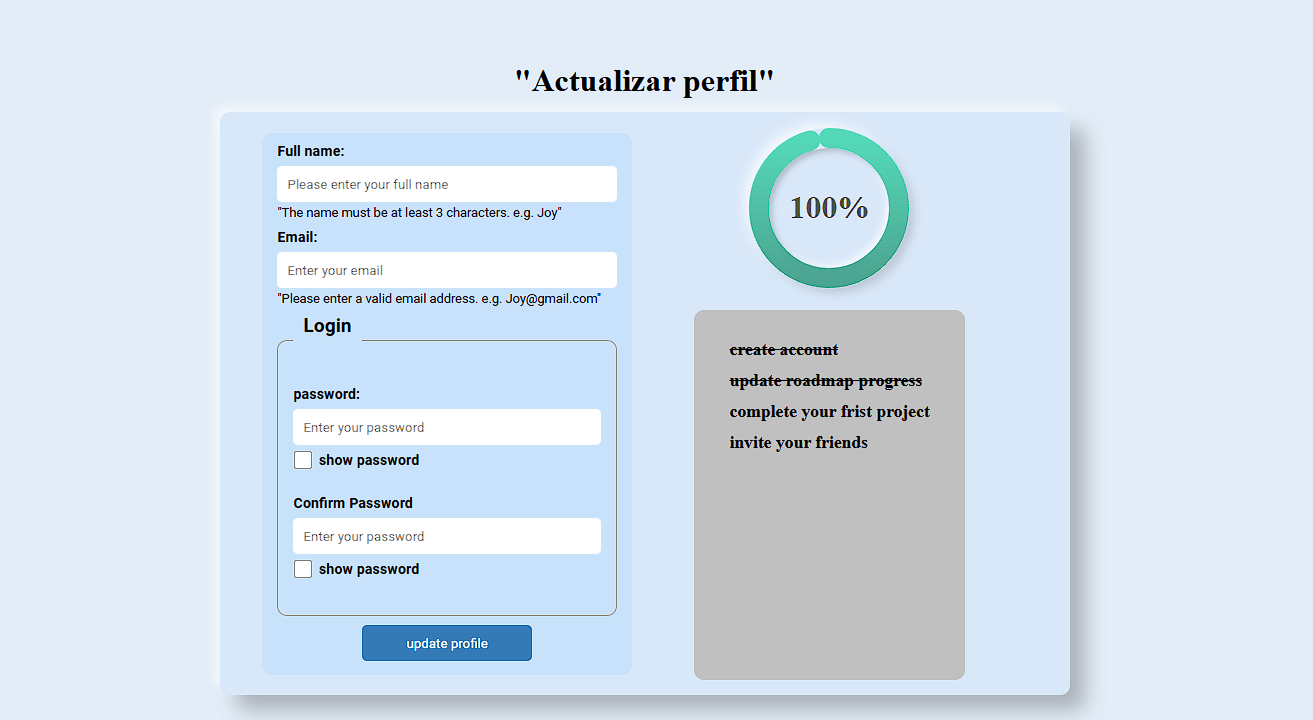 "Actualizar perfil"
Full name:
Please enter your full name
"The name must be at least 3 characters. e.g. Joy"
Email:
Enter your email
"Please enter a valid email address. e.g. Joy@gmail.com"
Login
password:
Enter your password
show password
Confirm Password
Enter your password
show password
update profile
100%
create account
update roadmap progress
complete your frist project
invite your friends